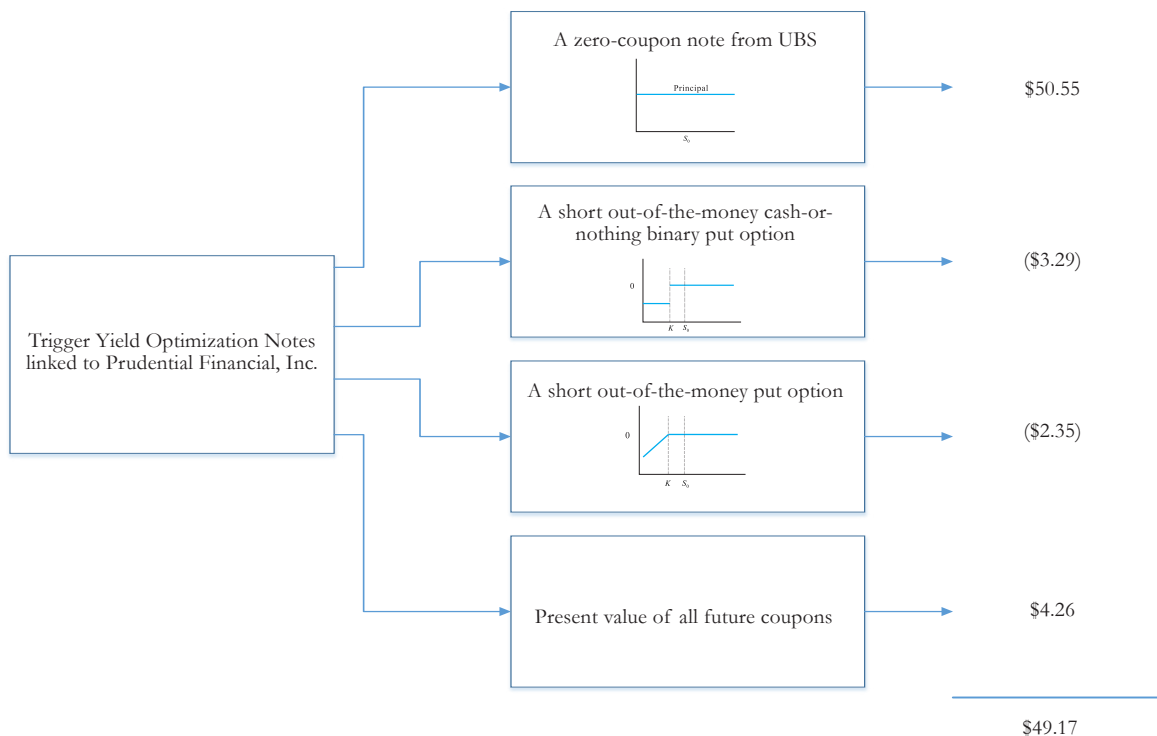 A zero-coupon note from UBS
Principal
S₀
$50.55
A short out-of-the-money cash-or-
nothing binary put option
0
K S₀
($3.29)
Trigger Yield Optimization Notes
linked to Prudential Financial, Inc.
A short out-of-the-money put option
0
K S₀
($2.35)
Present value of all future coupons
$4.26
$49.17